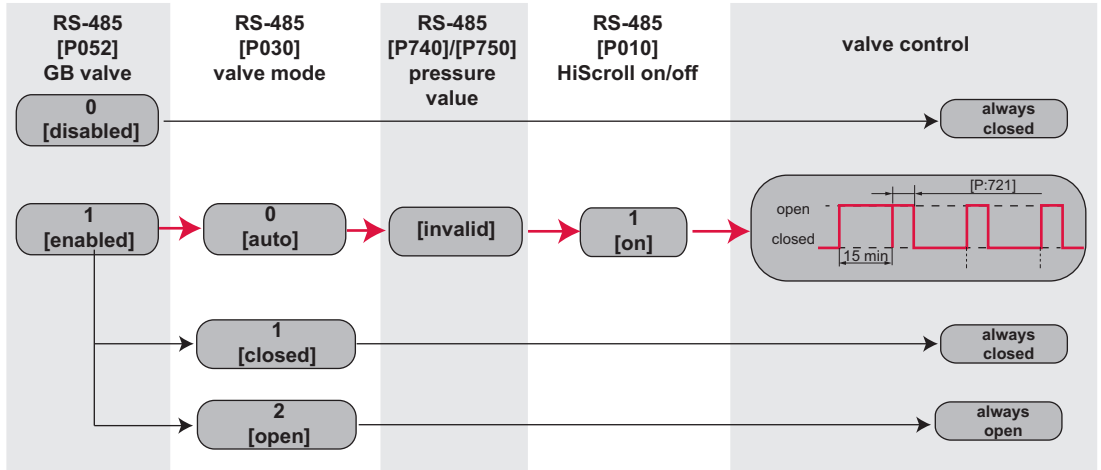 RS-485
[P052]
GB valve
RS-485
[P030]
valve mode
RS-485
[P740]/[P750]
pressure
value
RS-485
[P010]
HiScroll on/off
valve control
0
[disabled]
always
closed
1
[enabled]
0
[auto]
[invalid]
1
[on]
[P:721]
open
closed
15 min
1
[closed]
always
closed
2
[open]
always
open